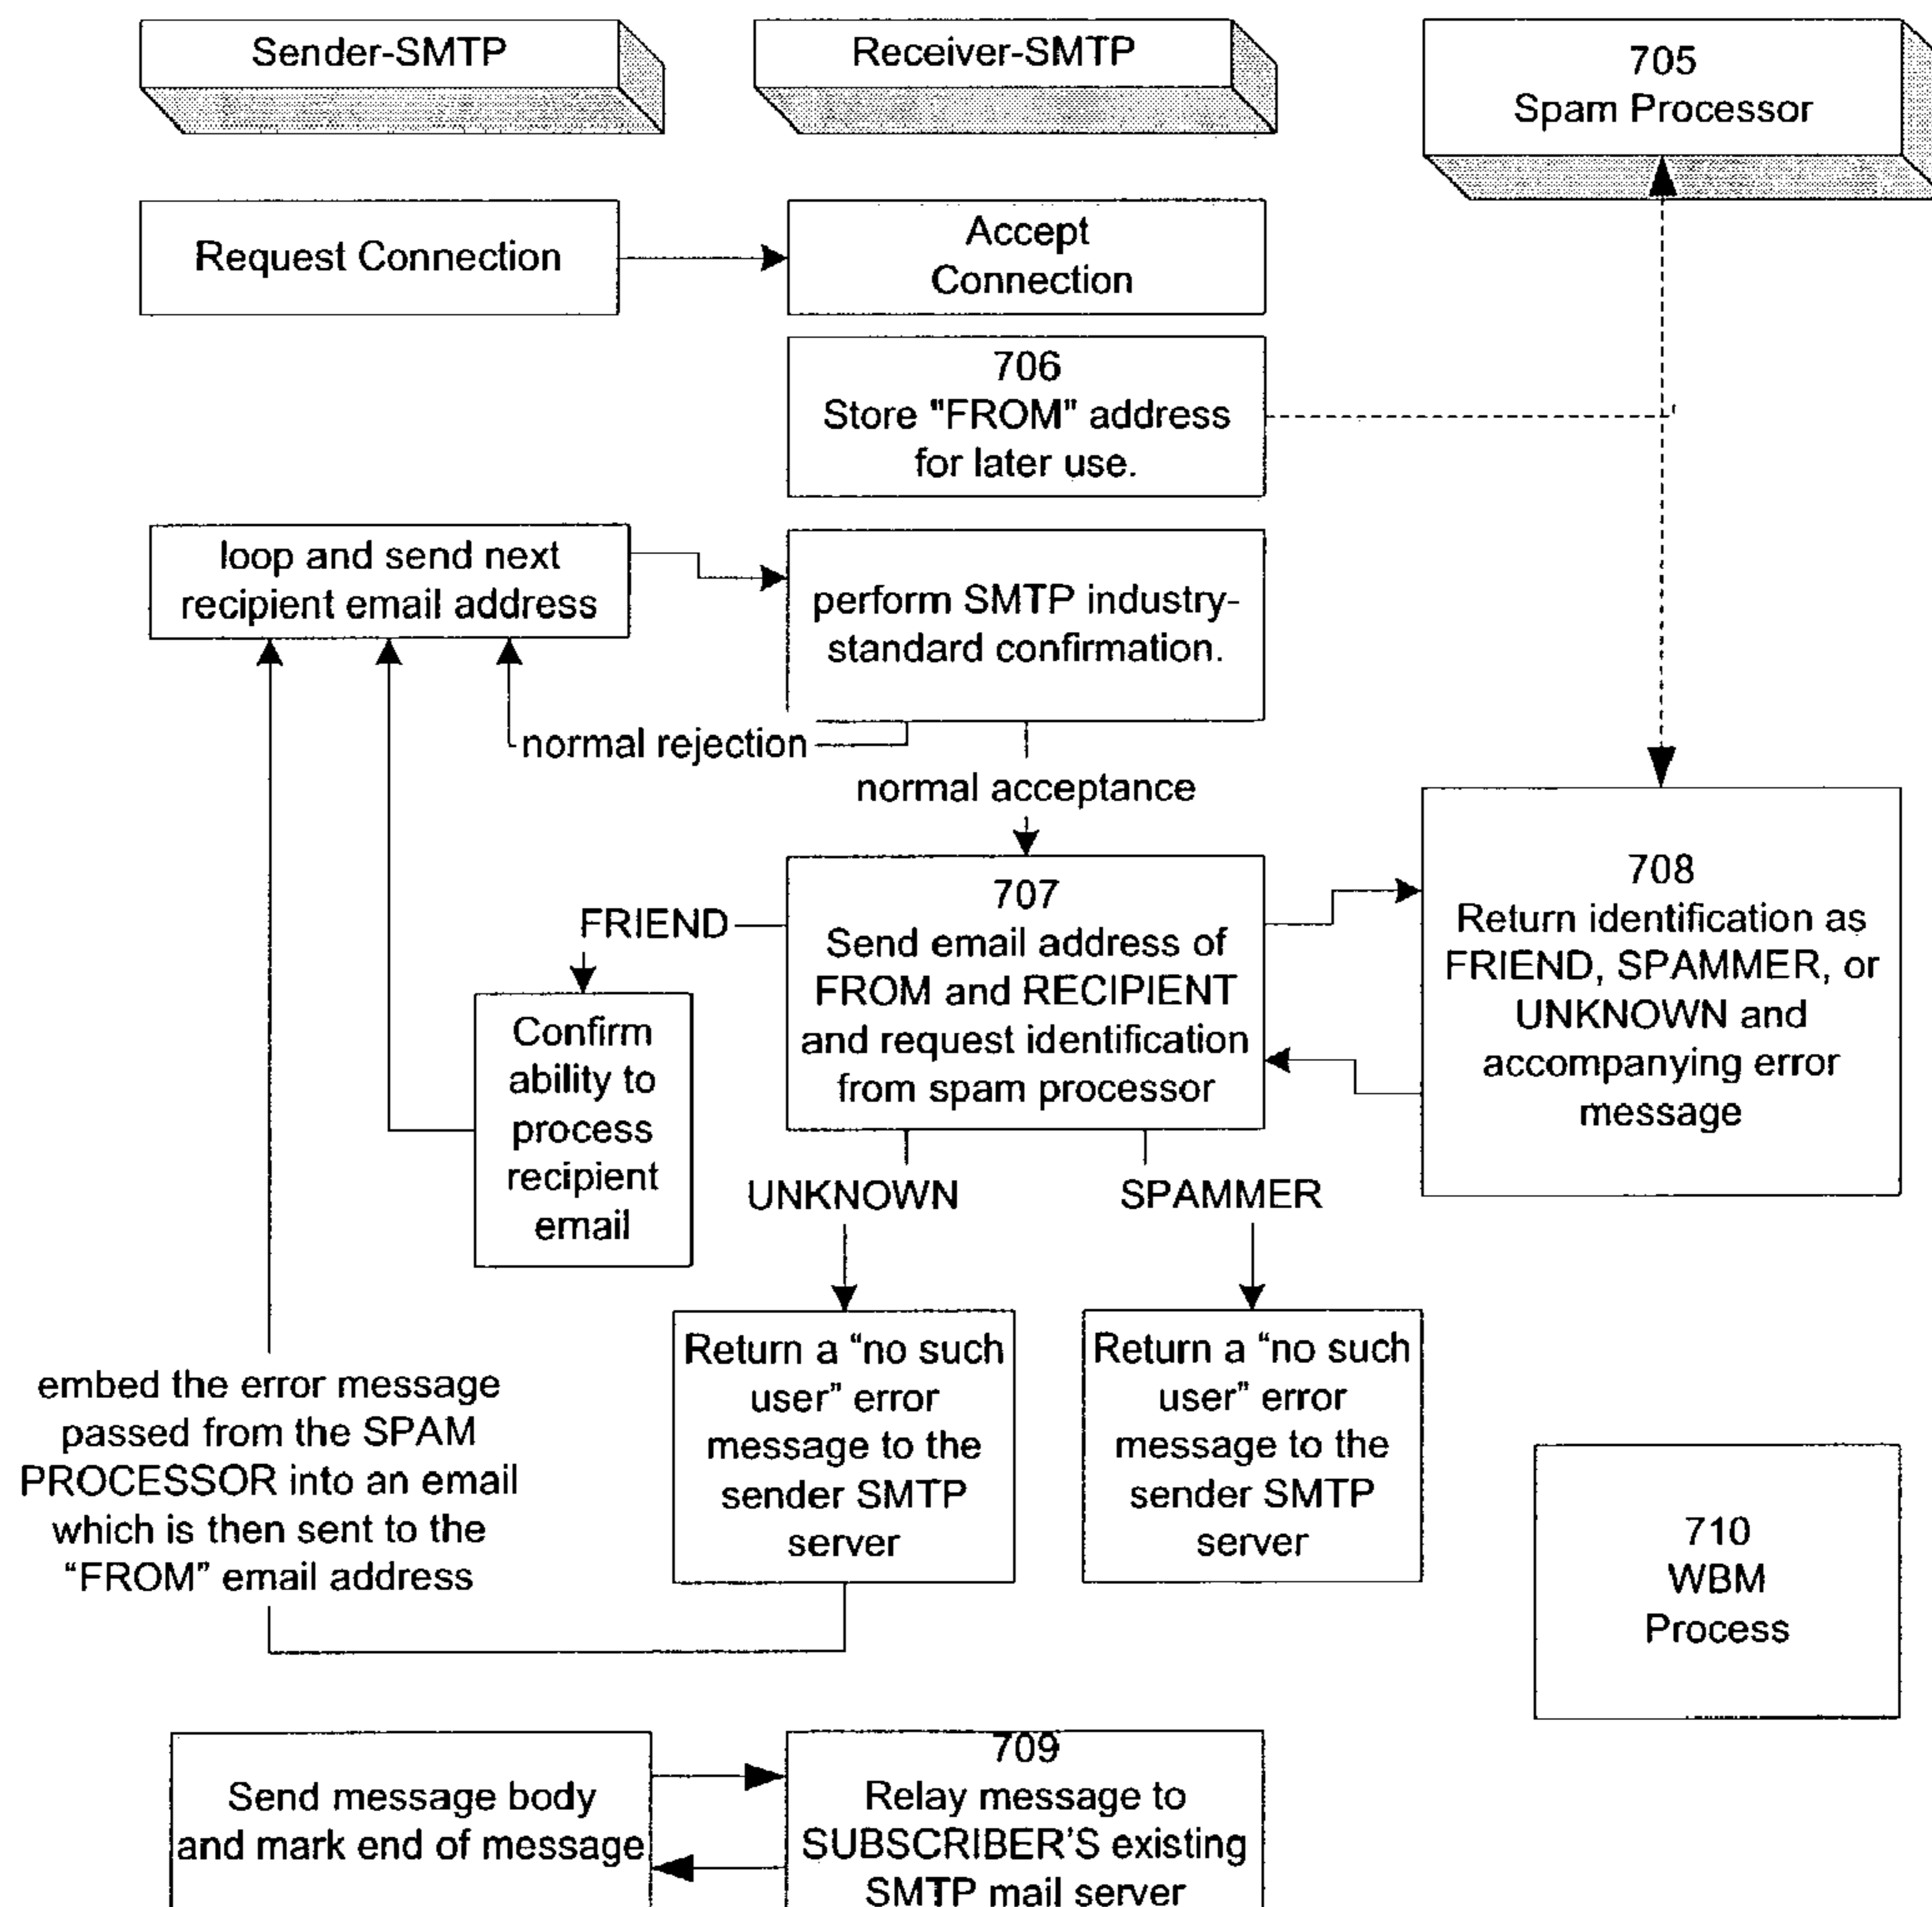 Sender-SMTP
Receiver-SMTP
705
Spam Processor
Request Connection
Accept
Connection
706
Store "FROM" address
for later use.
loop and send next
recipient email address
perform SMTP industry-
standard confirmation.
normal rejection
normal acceptance
707
Send email address of
FROM and RECIPIENT
and request identification
from spam processor
708
Return identification as
FRIEND, SPAMMER, or
UNKNOWN and
accompanying error
message
FRIEND
Confirm
ability to
process
recipient
email
UNKNOWN
SPAMMER
Return a “no such
user” error
message to the
sender SMTP
server
Return a “no such
user” error
message to the
sender SMTP
server
embed the error message
passed from the SPAM
PROCESSOR into an email
which is then sent to the
“FROM” email address
710
WBM
Process
Send message body
and mark end of message
709
Relay message to
SUBSCRIBER'S existing
SMTP mail server